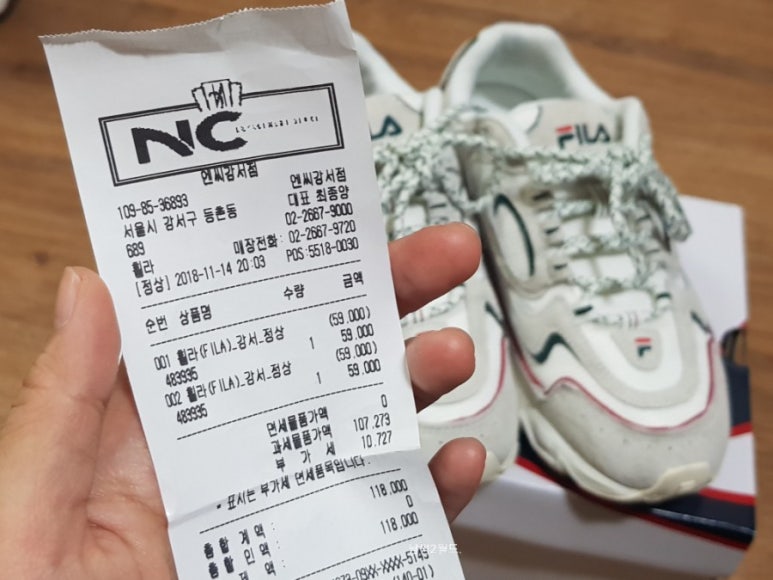 NC
엔씨강서점
109-85-36893 엔씨강서점
서울시 강서구 등촌동 대표 최종양
689 02-2667-9000
휠라 매장전화: 02-2667-9720
[정상] 2018-11-14 20:03 POS:5518-0030
순번 상품명 수량 금액
(59,000)
001 휠라(FILA)_강서_정상 1 59,000
483935 (59,000)
002 휠라(FILA)_강서_정상 1 59,000
483935
면세물품가액 0
과세물품가액 107,273
부 가 세 10,727
* 표시는 부가세 면세품목입니다.
총 합 계 액 : 118,000
총 할 인 액 : 0
118,000
FILA
F